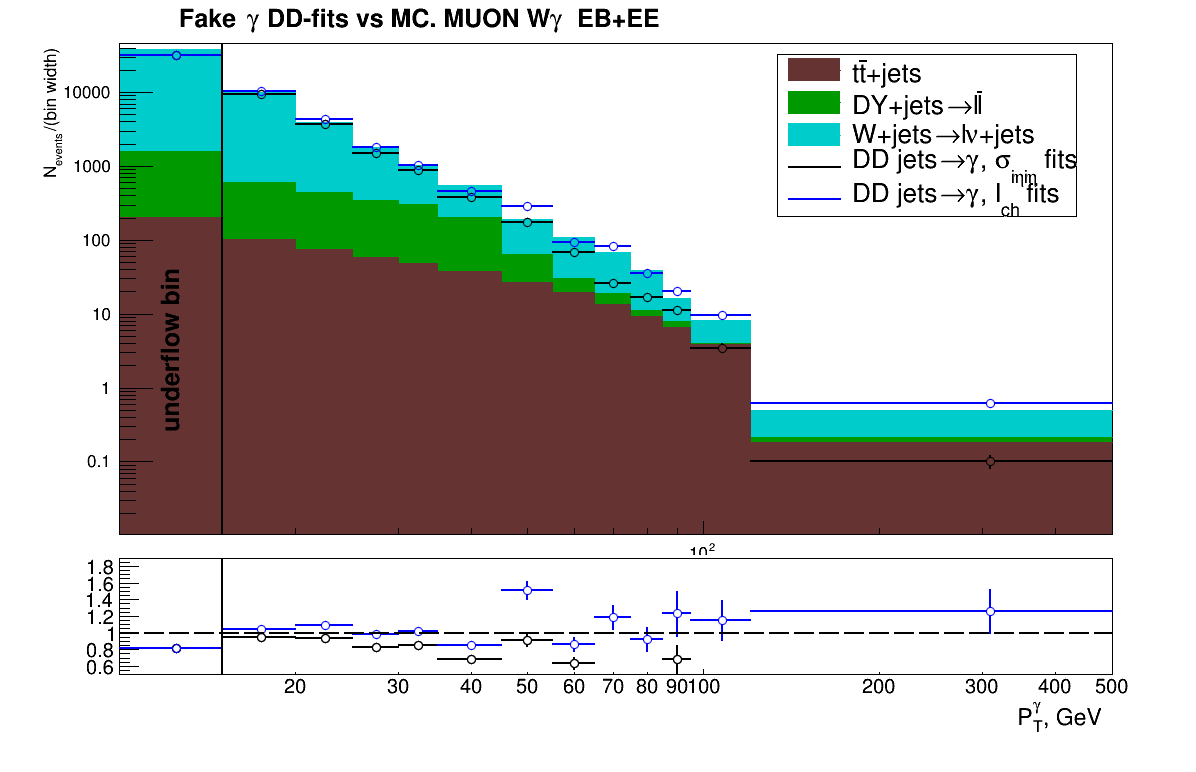 Fake γ DD-fits vs MC. MUON Wγ EB+EE
N_events /(bin width)
10000
1000
100
10
1
0.1
underflow bin
tt̄+jets
DY+jets→ll̄
W+jets→lν+jets
DD jets→γ, σ_iηiη fits
DD jets→γ, I_ch fits
10²
1.8
1.6
1.4
1.2
1
0.8
0.6
20 30 40 50 60 70 80 90 100 200 300 400 500
P_T^γ, GeV